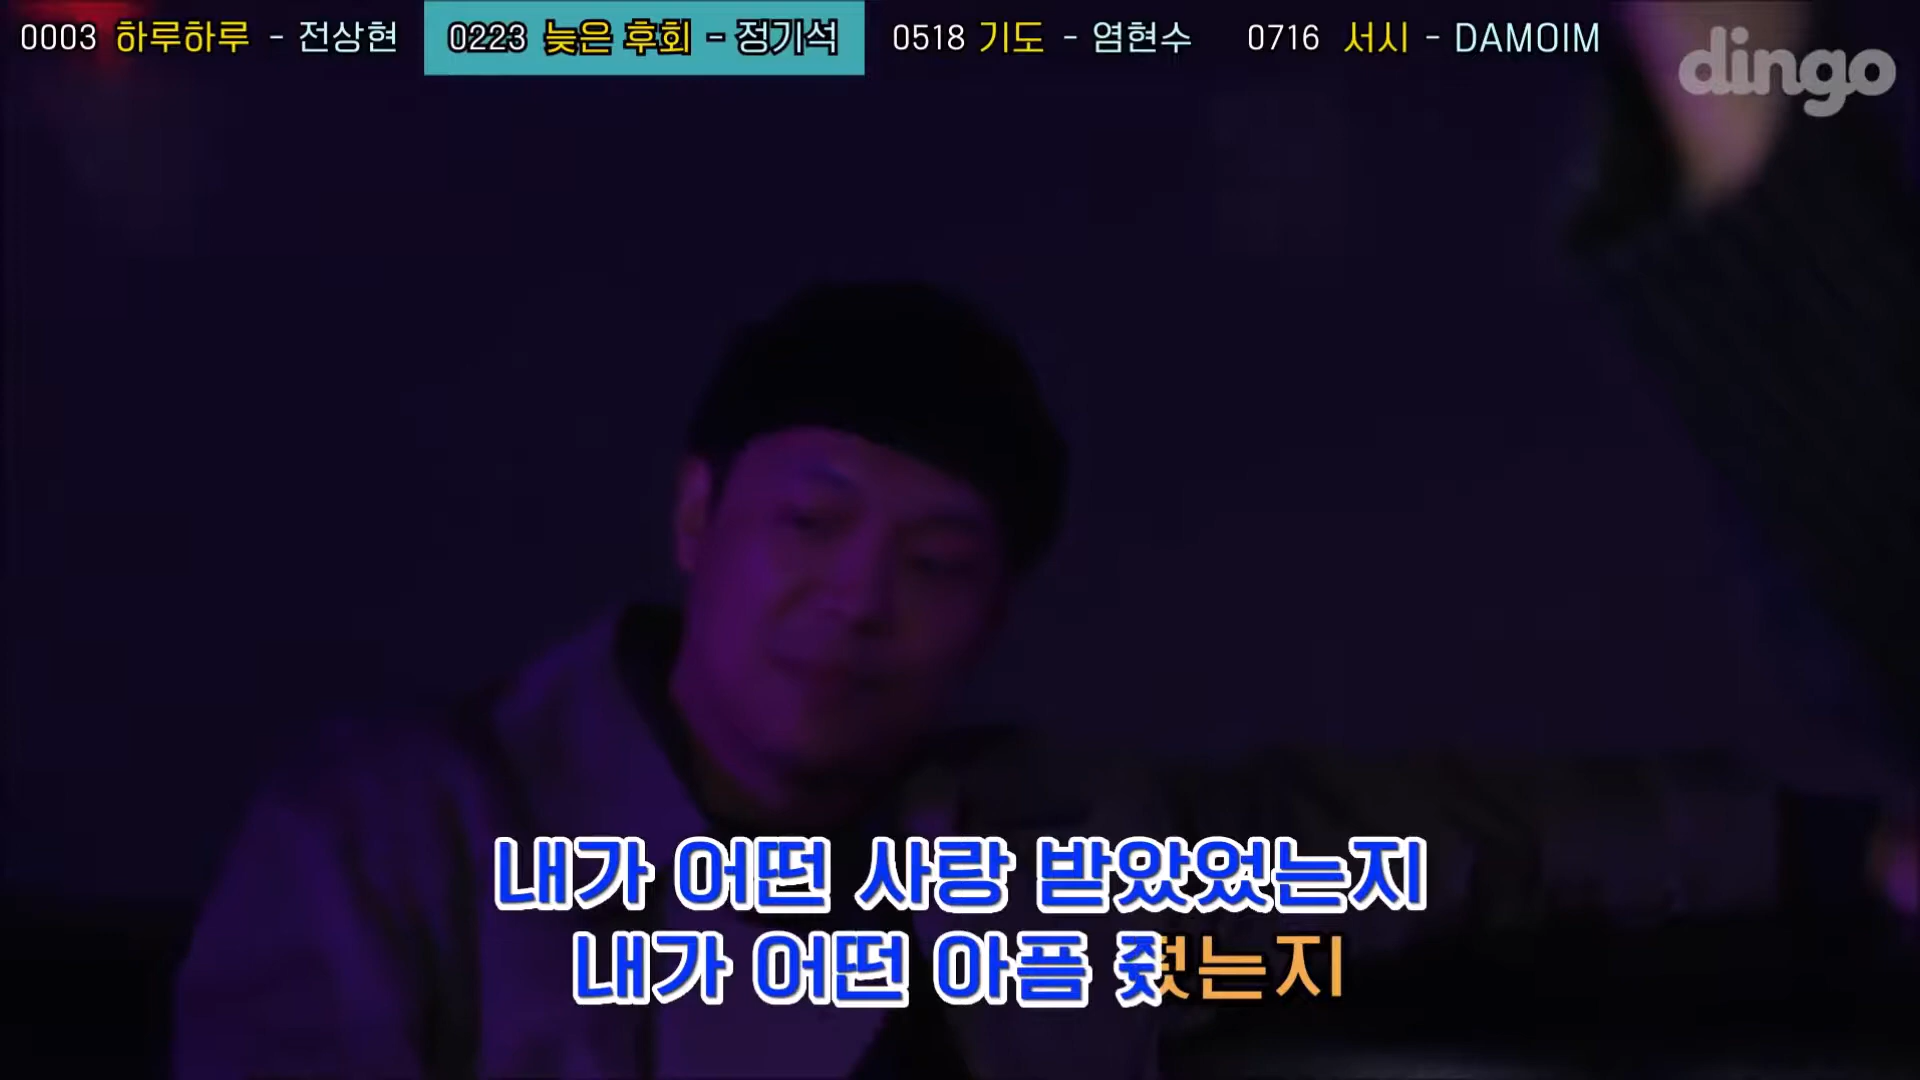 0003 하루하루 - 전상현 0223 늦은 후회 - 정기석 0518 기도 - 염현수 0716 서시 - DAMOIM
dingo
내가 어떤 사랑 받았었는지
내가 어떤 아픔 줬는지